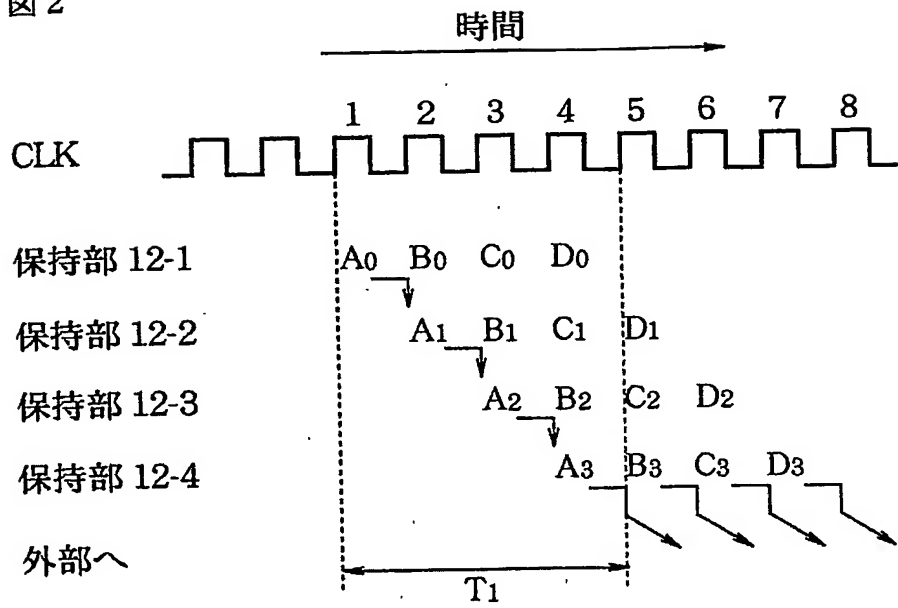 図2
時間
1 2 3 4 5 6 7 8
CLK
保持部 12-1 A0 B0 C0 D0
保持部 12-2 A1 B1 C1 D1
保持部 12-3 A2 B2 C2 D2
保持部 12-4 A3 B3 C3 D3
外部へ
T1